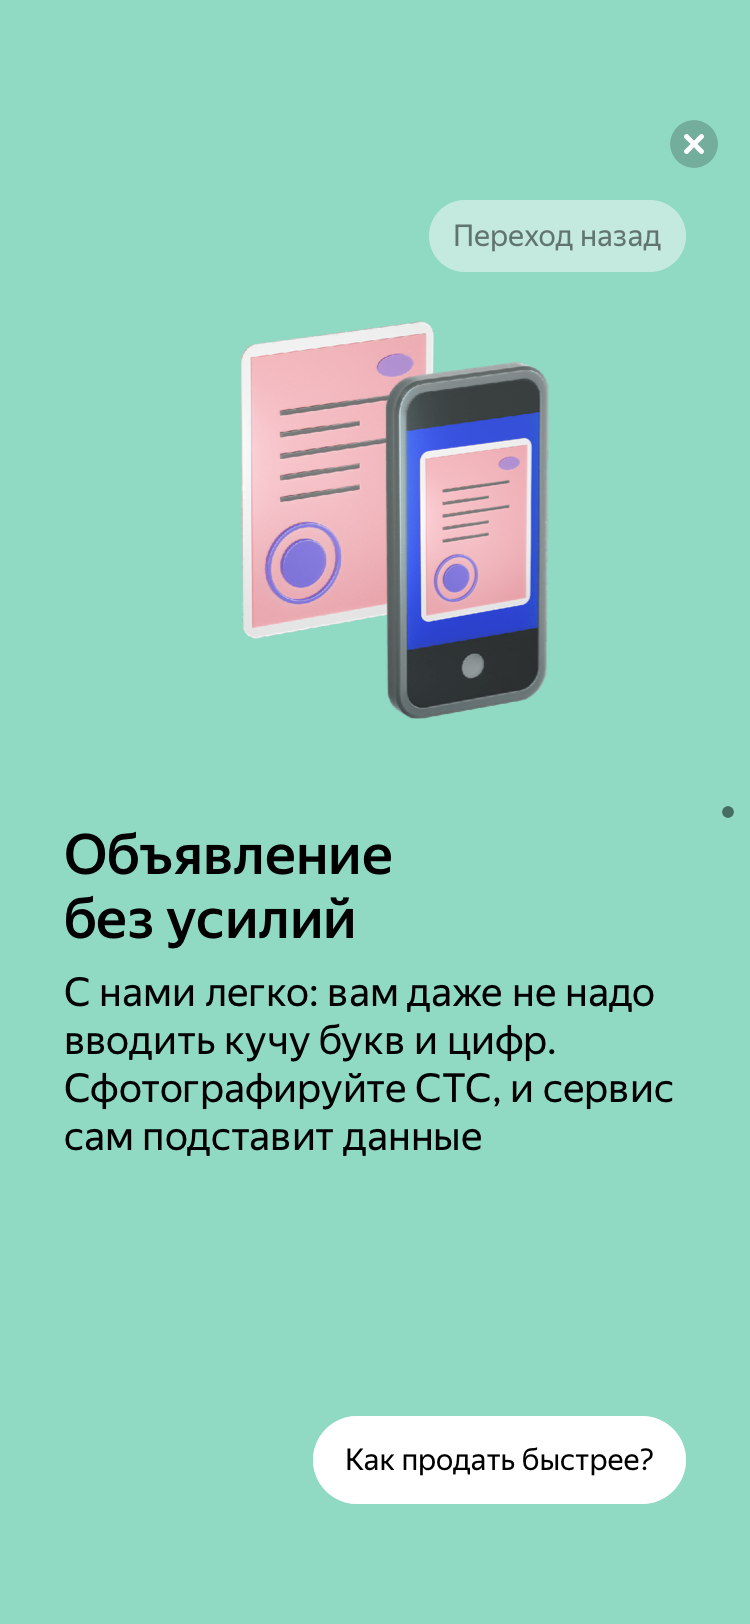 Переход назад
Объявление
без усилий
С нами легко: вам даже не надо
вводить кучу букв и цифр.
Сфотографируйте СТС, и сервис
сам подставит данные
Как продать быстрее?